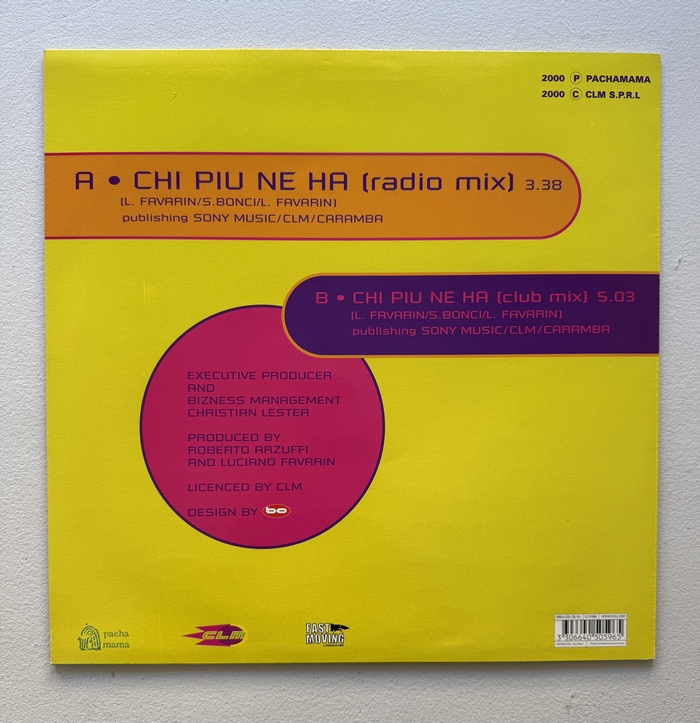 2000 Ⓟ PACHAMAMA
2000 Ⓒ CLM S.P.R.L
A • CHI PIU NE HA (radio mix) 3.38
(L. FAVARIN/S.BONCI/L. FAVARIN)
publishing SONY MUSIC/CLM/CARAMBA
B • CHI PIU NE HA (club mix) 5.03
(L. FAVARIN/S.BONCI/L. FAVARIN)
publishing SONY MUSIC/CLM/CARAMBA
EXECUTIVE PRODUCER
AND
BIZNESS MANAGEMENT
CHRISTIAN LESTER
PRODUCED BY
ROBERTO ARZUFFI
AND LUCIANO FAVARIN
LICENCED BY CLM
DESIGN BY bo
pacha
mama
CLM
FAST
MOVING
3 306640 505965